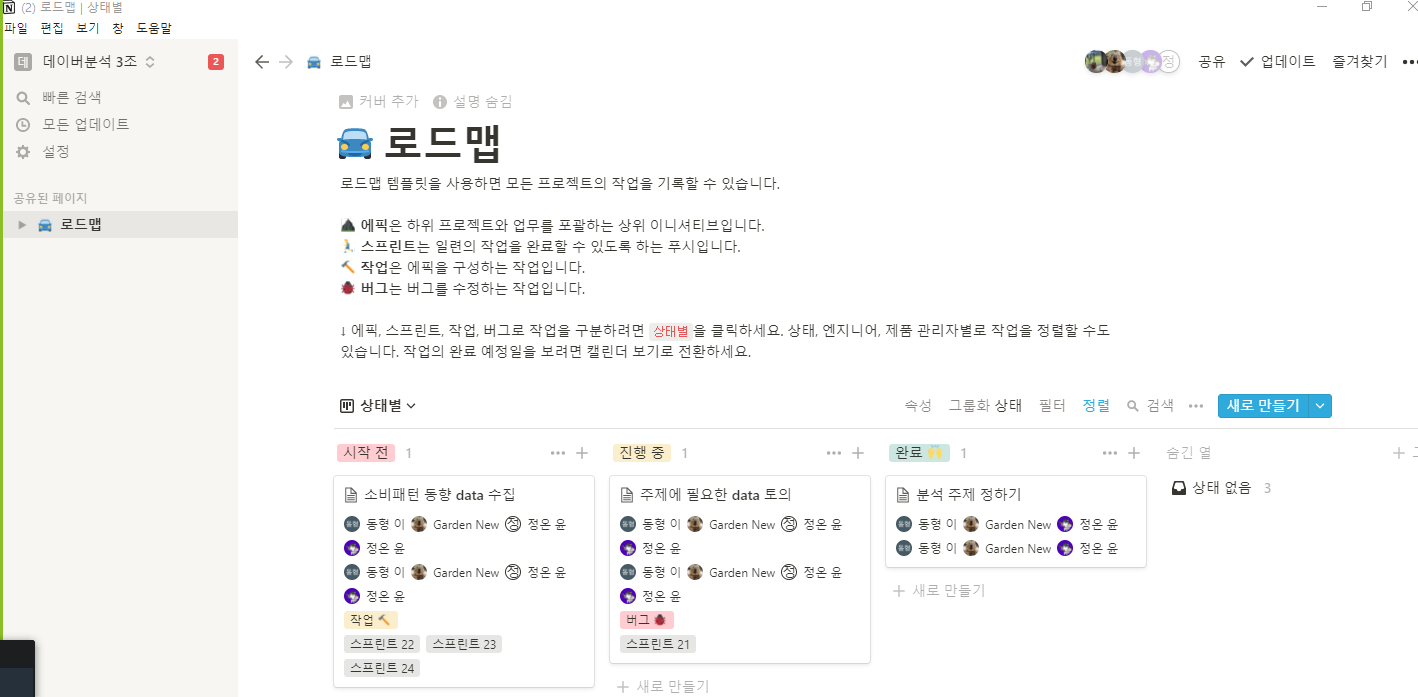 (2) 로드맵 | 상태별
파일 편집 보기 창 도움말
데 데이버분석 3조 2
빠른 검색
모든 업데이트
설정
공유된 페이지
로드맵
로드맵
동형 정 공유 업데이트 즐겨찾기
커버 추가 설명 숨김
로드맵
로드맵 템플릿을 사용하면 모든 프로젝트의 작업을 기록할 수 있습니다.
에픽은 하위 프로젝트와 업무를 포괄하는 상위 이니셔티브입니다.
스프린트는 일련의 작업을 완료할 수 있도록 하는 푸시입니다.
작업은 에픽을 구성하는 작업입니다.
버그는 버그를 수정하는 작업입니다.
↓ 에픽, 스프린트, 작업, 버그로 작업을 구분하려면 상태별을 클릭하세요. 상태, 엔지니어, 제품 관리자별로 작업을 정렬할 수도
있습니다. 작업의 완료 예정일을 보려면 캘린더 보기로 전환하세요.
상태별 속성 그룹화 상태 필터 정렬 검색 새로 만들기
시작 전 1
소비패턴 동향 data 수집
동형 동형 이 Garden New 정 정온 윤
정온 윤
동형 동형 이 Garden New 정 정온 윤
정온 윤
작업
스프린트 22 스프린트 23
스프린트 24
진행 중 1
주제에 필요한 data 토의
동형 동형 이 Garden New 정 정온 윤
정온 윤
동형 동형 이 Garden New 정 정온 윤
정온 윤
버그
스프린트 21
새로 만들기
완료 1
분석 주제 정하기
동형 동형 이 Garden New 정온 윤
동형 동형 이 Garden New 정온 윤
새로 만들기
숨긴 열
상태 없음 3